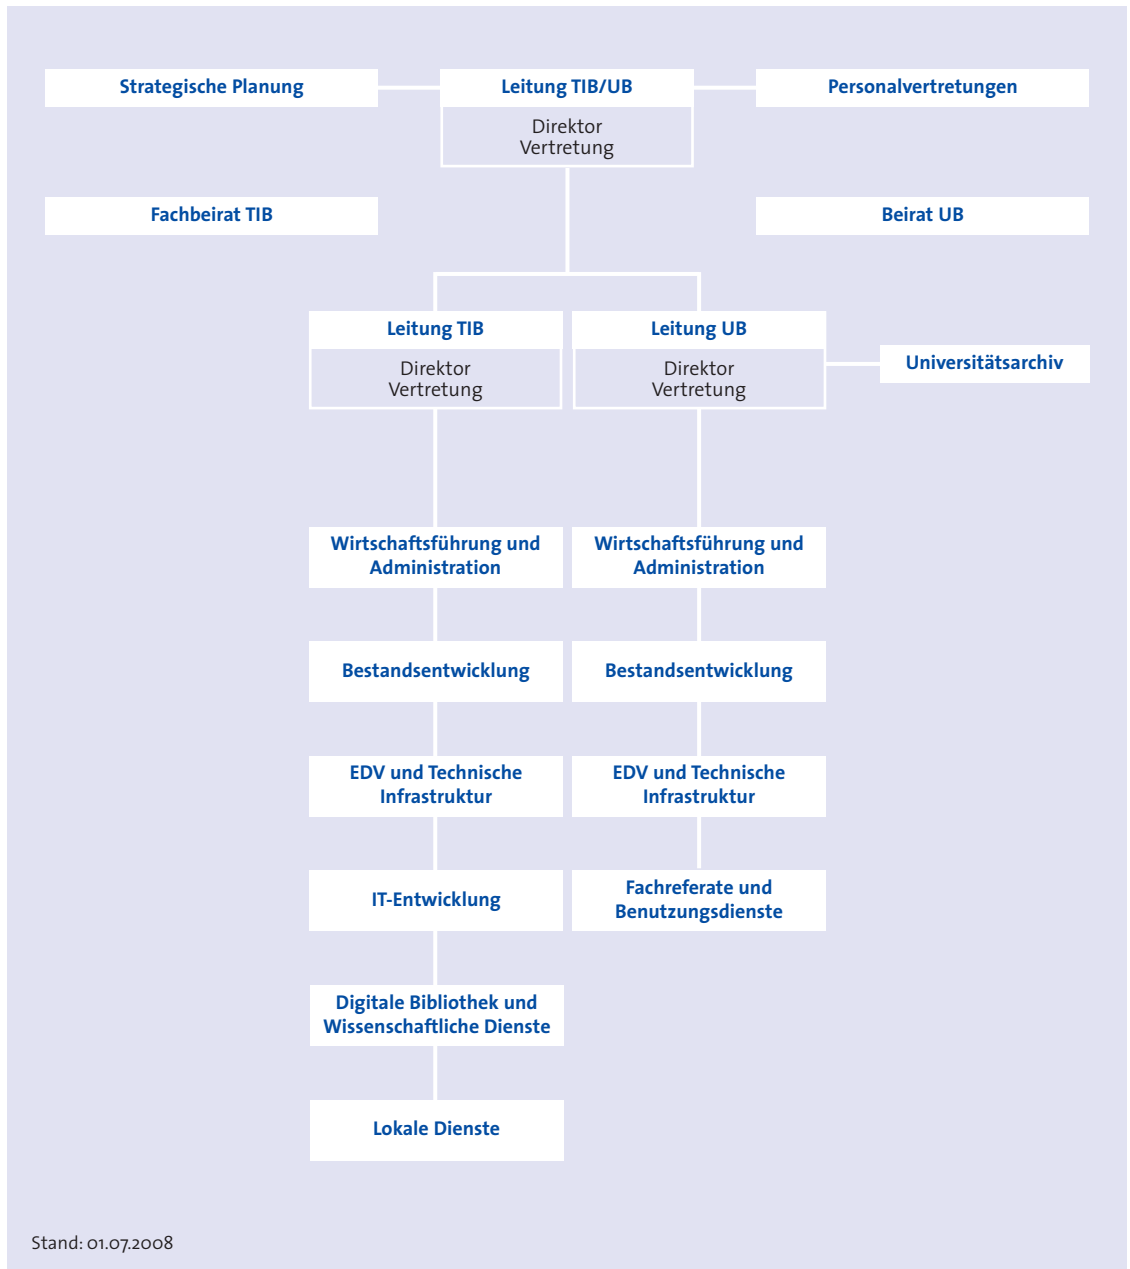 Strategische Planung
Leitung TIB/UB
Personalvertretungen
Direktor
Vertretung
Fachbeirat TIB
Beirat UB
Leitung TIB
Leitung UB
Direktor
Vertretung
Direktor
Vertretung
Universitätsarchiv
Wirtschaftsführung und
Administration
Wirtschaftsführung und
Administration
Bestandsentwicklung
Bestandsentwicklung
EDV und Technische
Infrastruktur
EDV und Technische
Infrastruktur
IT-Entwicklung
Fachreferate und
Benutzungsdienste
Digitale Bibliothek und
Wissenschaftliche Dienste
Lokale Dienste
Stand: 01.07.2008